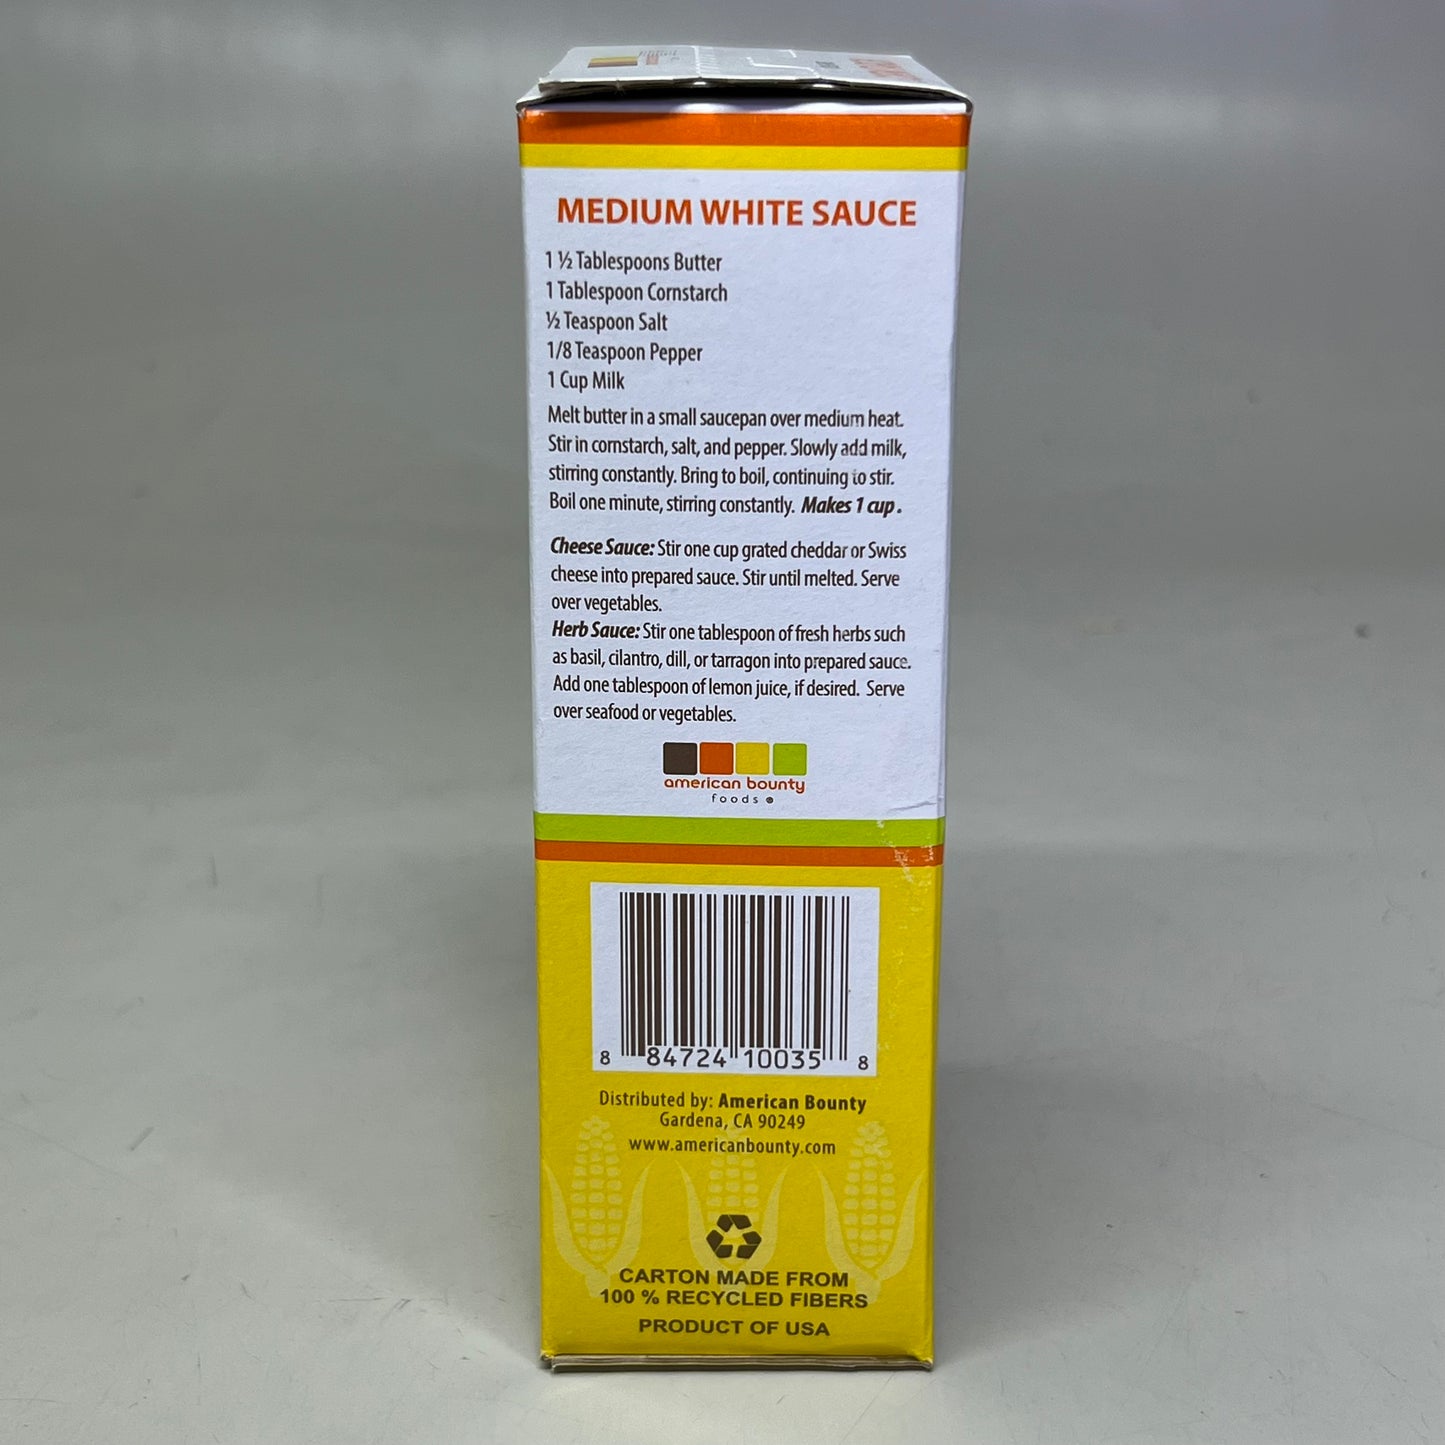 MEDIUM WHITE SAUCE
1 ½ Tablespoons Butter
1 Tablespoon Cornstarch
½ Teaspoon Salt
1/8 Teaspoon Pepper
1 Cup Milk
Melt butter in a small saucepan over medium heat.
Stir in cornstarch, salt, and pepper. Slowly add milk,
stirring constantly. Bring to boil, continuing to stir.
Boil one minute, stirring constantly. Makes 1 cup.
Cheese Sauce: Stir one cup grated cheddar or Swiss
cheese into prepared sauce. Stir until melted. Serve
over vegetables.
Herb Sauce: Stir one tablespoon of fresh herbs such
as basil, cilantro, dill, or tarragon into prepared sauce.
Add one tablespoon of lemon juice, if desired. Serve
over seafood or vegetables.
american bounty
foods ®
8 84724 10035 8
Distributed by: American Bounty
Gardena, CA 90249
www.americanbounty.com
CARTON MADE FROM
100 % RECYCLED FIBERS
PRODUCT OF USA